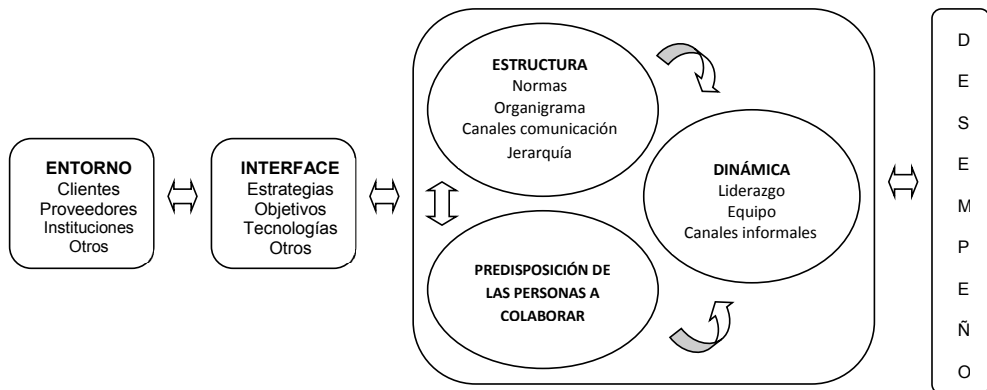 ENTORNO
Clientes
Proveedores
Instituciones
Otros
INTERFACE
Estrategias
Objetivos
Tecnologías
Otros
ESTRUCTURA
Normas
Organigrama
Canales comunicación
Jerarquía
PREDISPOSICIÓN DE
LAS PERSONAS A
COLABORAR
DINÁMICA
Liderazgo
Equipo
Canales informales
D
E
S
E
M
P
E
Ñ
O